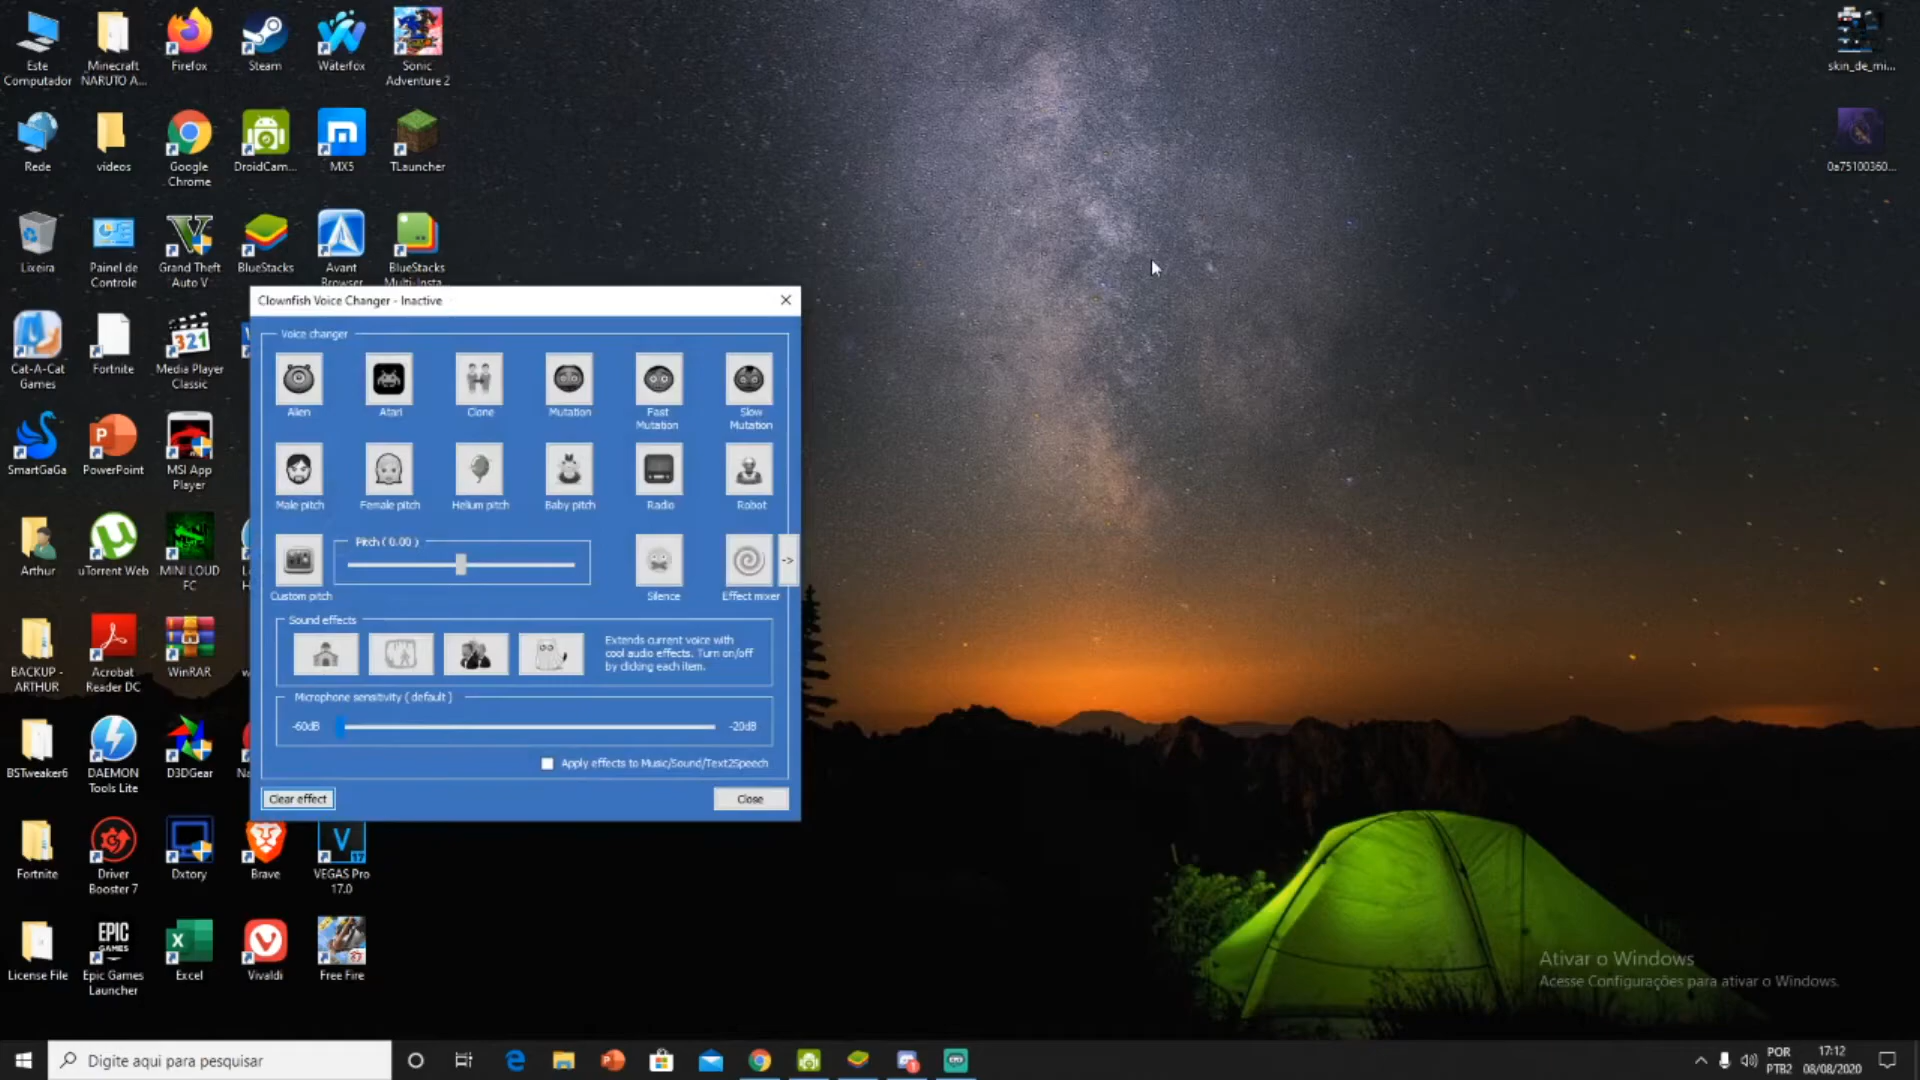 Este
Computador
Minecraft
NARUTO A...
Firefox
Steam
Waterfox
Sonic
Adventure 2
skin_de_mi...
Rede
videos
Google
Chrome
DroidCam...
MX5
TLauncher
0a75100360...
Lixeira
Painel de
Controle
Grand Theft
Auto V
BlueStacks
Avant
Browser
BlueStacks
Multi-Insta...
Cat-A-Cat
Games
Fortnite
321
Media Player
Classic
SmartGaGa
PowerPoint
MSI App
Player
Arthur
uTorrent Web
MINI LOUD
FC
BACKUP -
ARTHUR
Acrobat
Reader DC
WinRAR
BSTweaker6
DAEMON
Tools Lite
D3DGear
Fortnite
Driver
Booster 7
Dxtory
Brave
VEGAS Pro
17.0
License File
EPIC
GAMES
Epic Games
Launcher
Excel
Vivaldi
Free Fire
Clownfish Voice Changer - Inactive
Voice changer
Alien
Atari
Clone
Mutation
Fast
Mutation
Slow
Mutation
Male pitch
Female pitch
Helium pitch
Baby pitch
Radio
Robot
Pitch ( 0.00 )
->
Custom pitch
Silence
Effect mixer
Sound effects
Extends current voice with
cool audio effects. Turn on/off
by clicking each item.
Microphone sensitivity ( default )
-60dB
-20dB
Apply effects to Music/Sound/Text2Speech
Clear effect
Close
Ativar o Windows
Acesse Configurações para ativar o Windows.
Digite aqui para pesquisar
POR
PTB2
17:12
08/08/2020